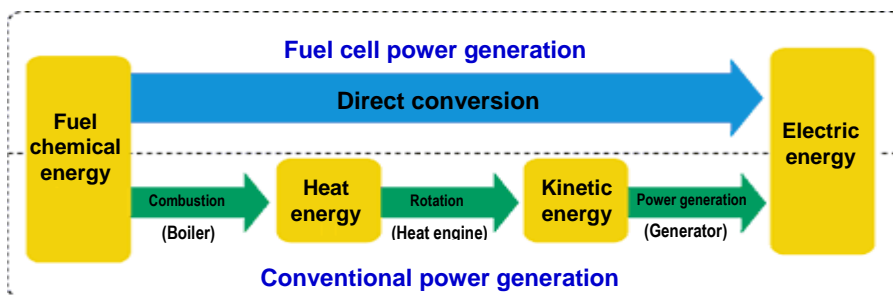 Fuel cell power generation
Direct conversion
Fuel
chemical
energy
Electric
energy
Combustion
(Boiler)
Heat
energy
Rotation
(Heat engine)
Kinetic
energy
Power generation
(Generator)
Conventional power generation